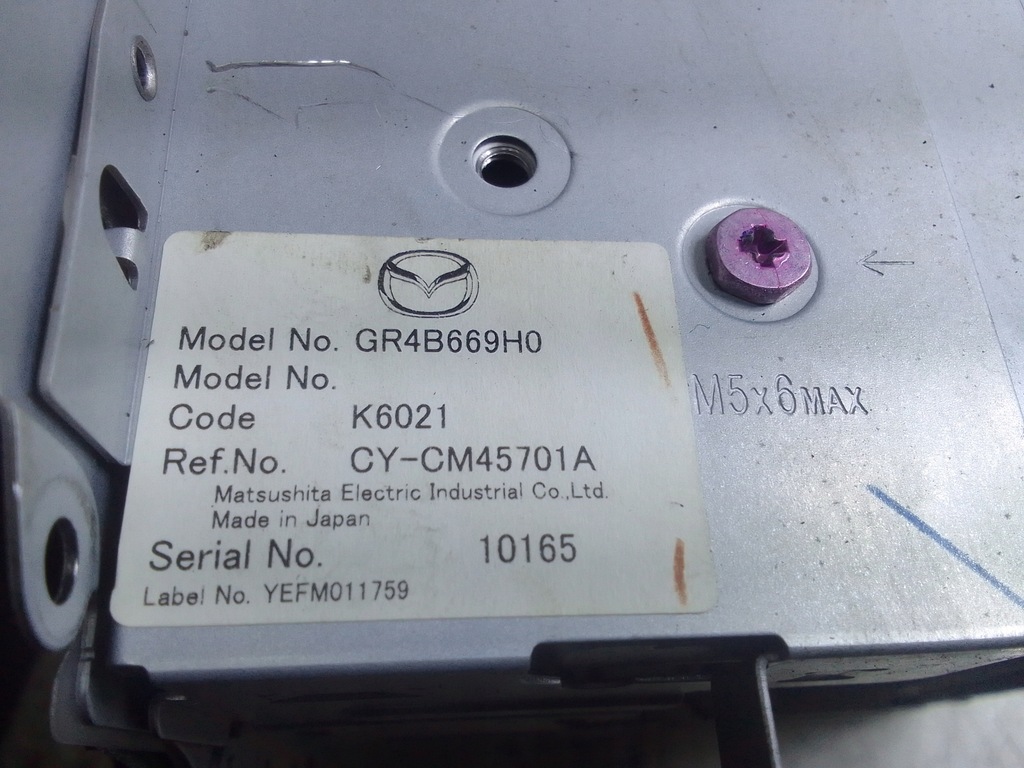 Model No. GR4B669H0
Model No.
Code K6021
Ref.No. CY-CM45701A
Matsushita Electric Industrial Co.,Ltd.
Made in Japan
Serial No. 10165
Label No. YEFM011759
M5x6MAX